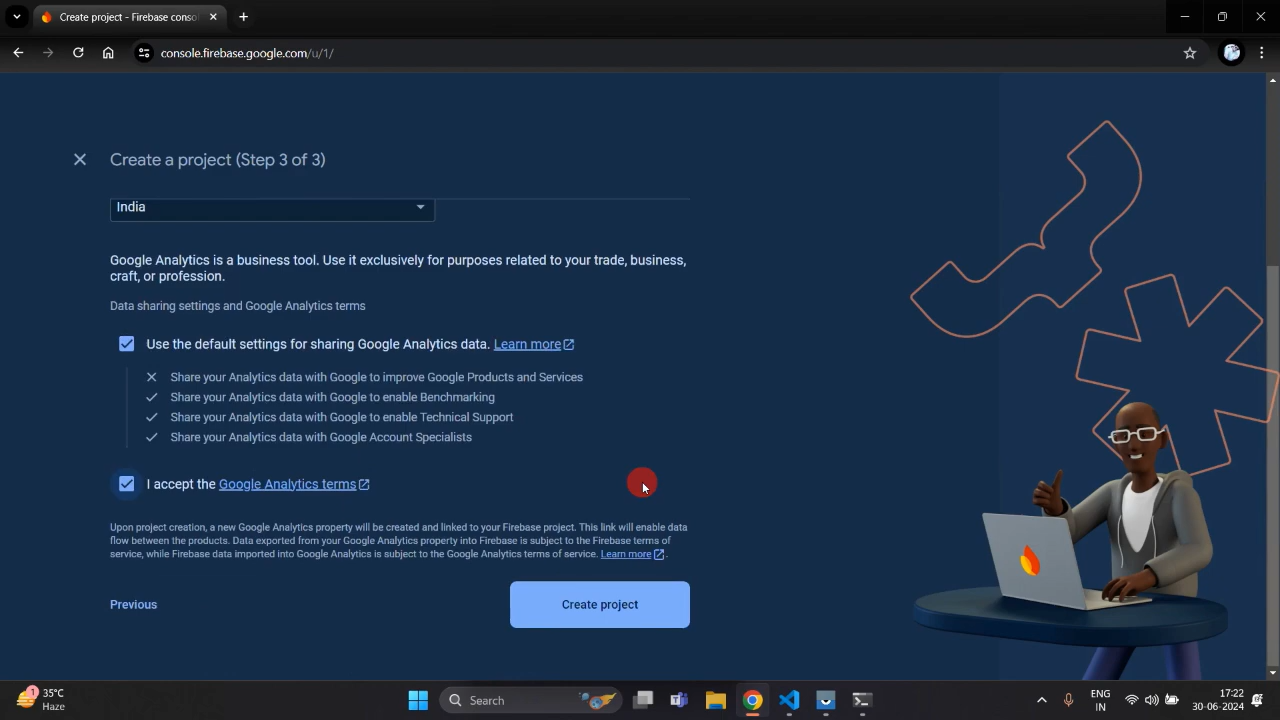 Create project - Firebase conso
console.firebase.google.com/u/1/
Create a project (Step 3 of 3)
India
Google Analytics is a business tool. Use it exclusively for purposes related to your trade, business,
craft, or profession.
Data sharing settings and Google Analytics terms
Use the default settings for sharing Google Analytics data. Learn more
Share your Analytics data with Google to improve Google Products and Services
Share your Analytics data with Google to enable Benchmarking
Share your Analytics data with Google to enable Technical Support
Share your Analytics data with Google Account Specialists
I accept the Google Analytics terms
Upon project creation, a new Google Analytics property will be created and linked to your Firebase project. This link will enable data
flow between the products. Data exported from your Google Analytics property into Firebase is subject to the Firebase terms of
service, while Firebase data imported into Google Analytics is subject to the Google Analytics terms of service. Learn more .
Previous
Create project
1
35°C
Haze
Search
ENG
IN
17:22
30-06-2024